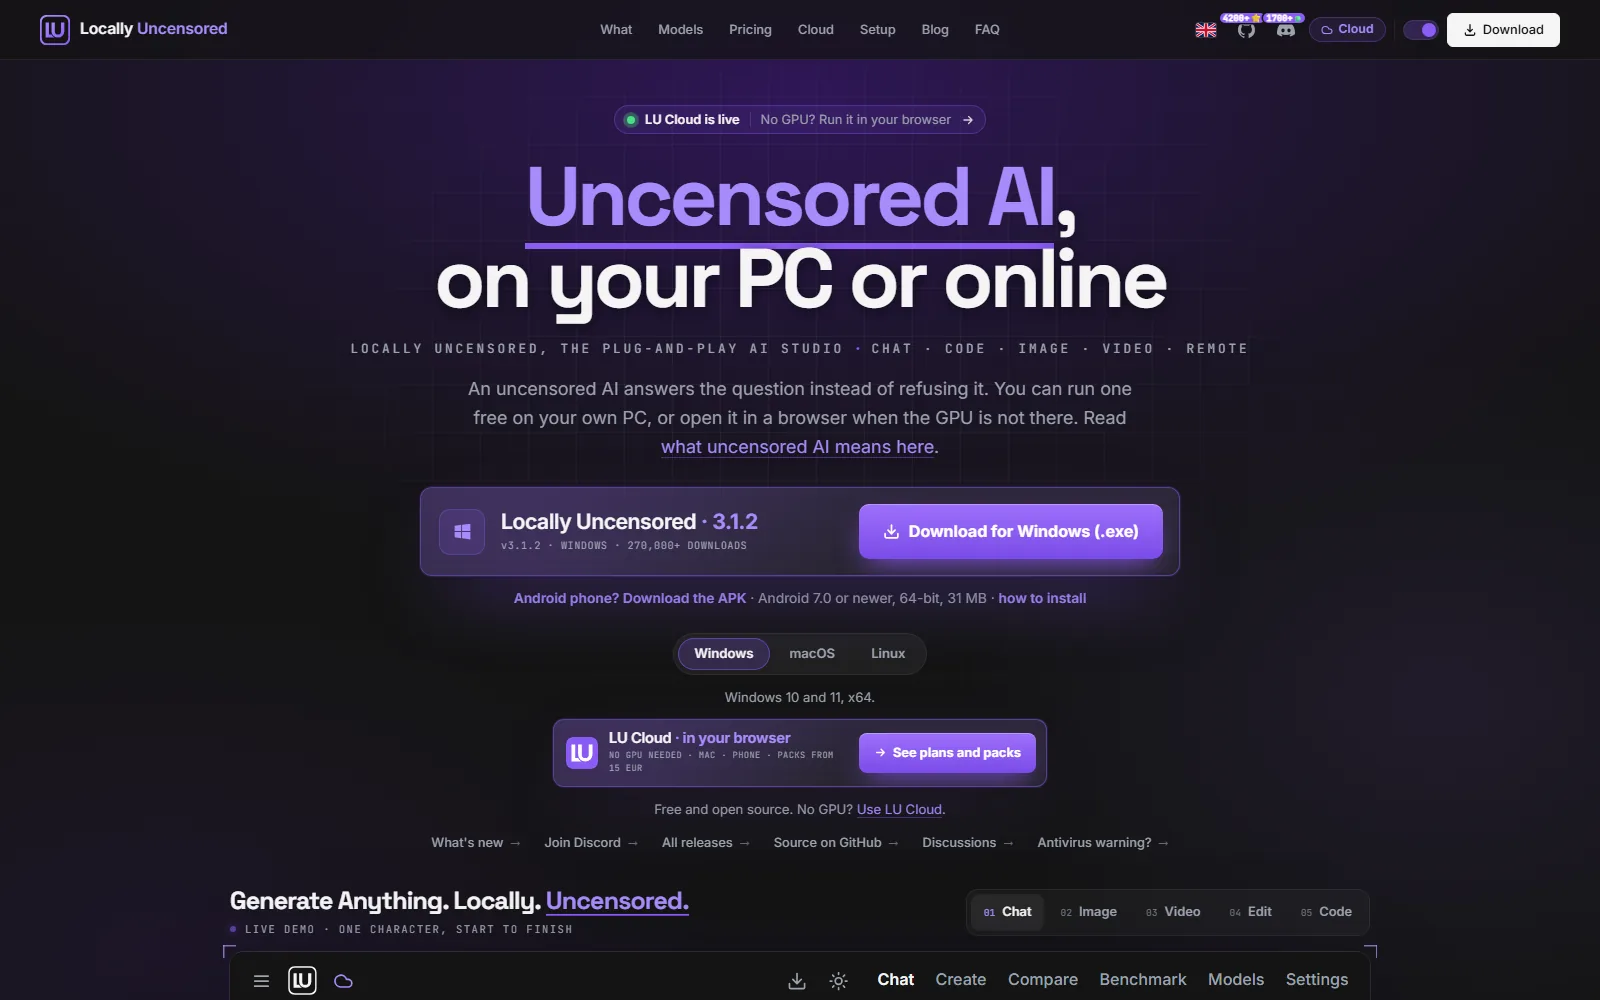 LU Locally Uncensored
What Models Pricing Cloud Setup Blog FAQ
4200+ 1700+
Cloud
Download
LU Cloud is live No GPU? Run it in your browser →
Uncensored AI,
on your PC or online
LOCALLY UNCENSORED, THE PLUG-AND-PLAY AI STUDIO · CHAT · CODE · IMAGE · VIDEO · REMOTE
An uncensored AI answers the question instead of refusing it. You can run one
free on your own PC, or open it in a browser when the GPU is not there. Read
what uncensored AI means here.
Locally Uncensored · 3.1.2
v3.1.2 · WINDOWS · 270,000+ DOWNLOADS
Download for Windows (.exe)
Android phone? Download the APK · Android 7.0 or newer, 64-bit, 31 MB · how to install
Windows macOS Linux
Windows 10 and 11, x64.
LU
LU Cloud · in your browser
NO GPU NEEDED · MAC · PHONE · PACKS FROM
15 EUR
→ See plans and packs
Free and open source. No GPU? Use LU Cloud.
What's new → Join Discord → All releases → Source on GitHub → Discussions → Antivirus warning? →
Generate Anything. Locally. Uncensored.
LIVE DEMO · ONE CHARACTER, START TO FINISH
01 Chat 02 Image 03 Video 04 Edit 05 Code
LU
Chat Create Compare Benchmark Models Settings